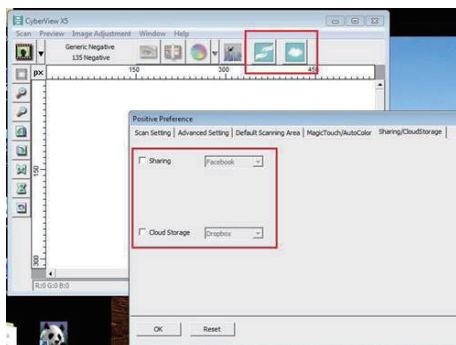 CyberView X5
Scan Preview Image Adjustment Window Help
Generic Negative
135 Negative
px
150 300 450
150
300
R:0 G:0 B:0
Positive Preference
Scan Setting Advanced Setting Default Scanning Area MagicTouch/AutoColor Sharing/CloudStorage
Sharing Facebook
Cloud Storage Dropbox
OK Reset